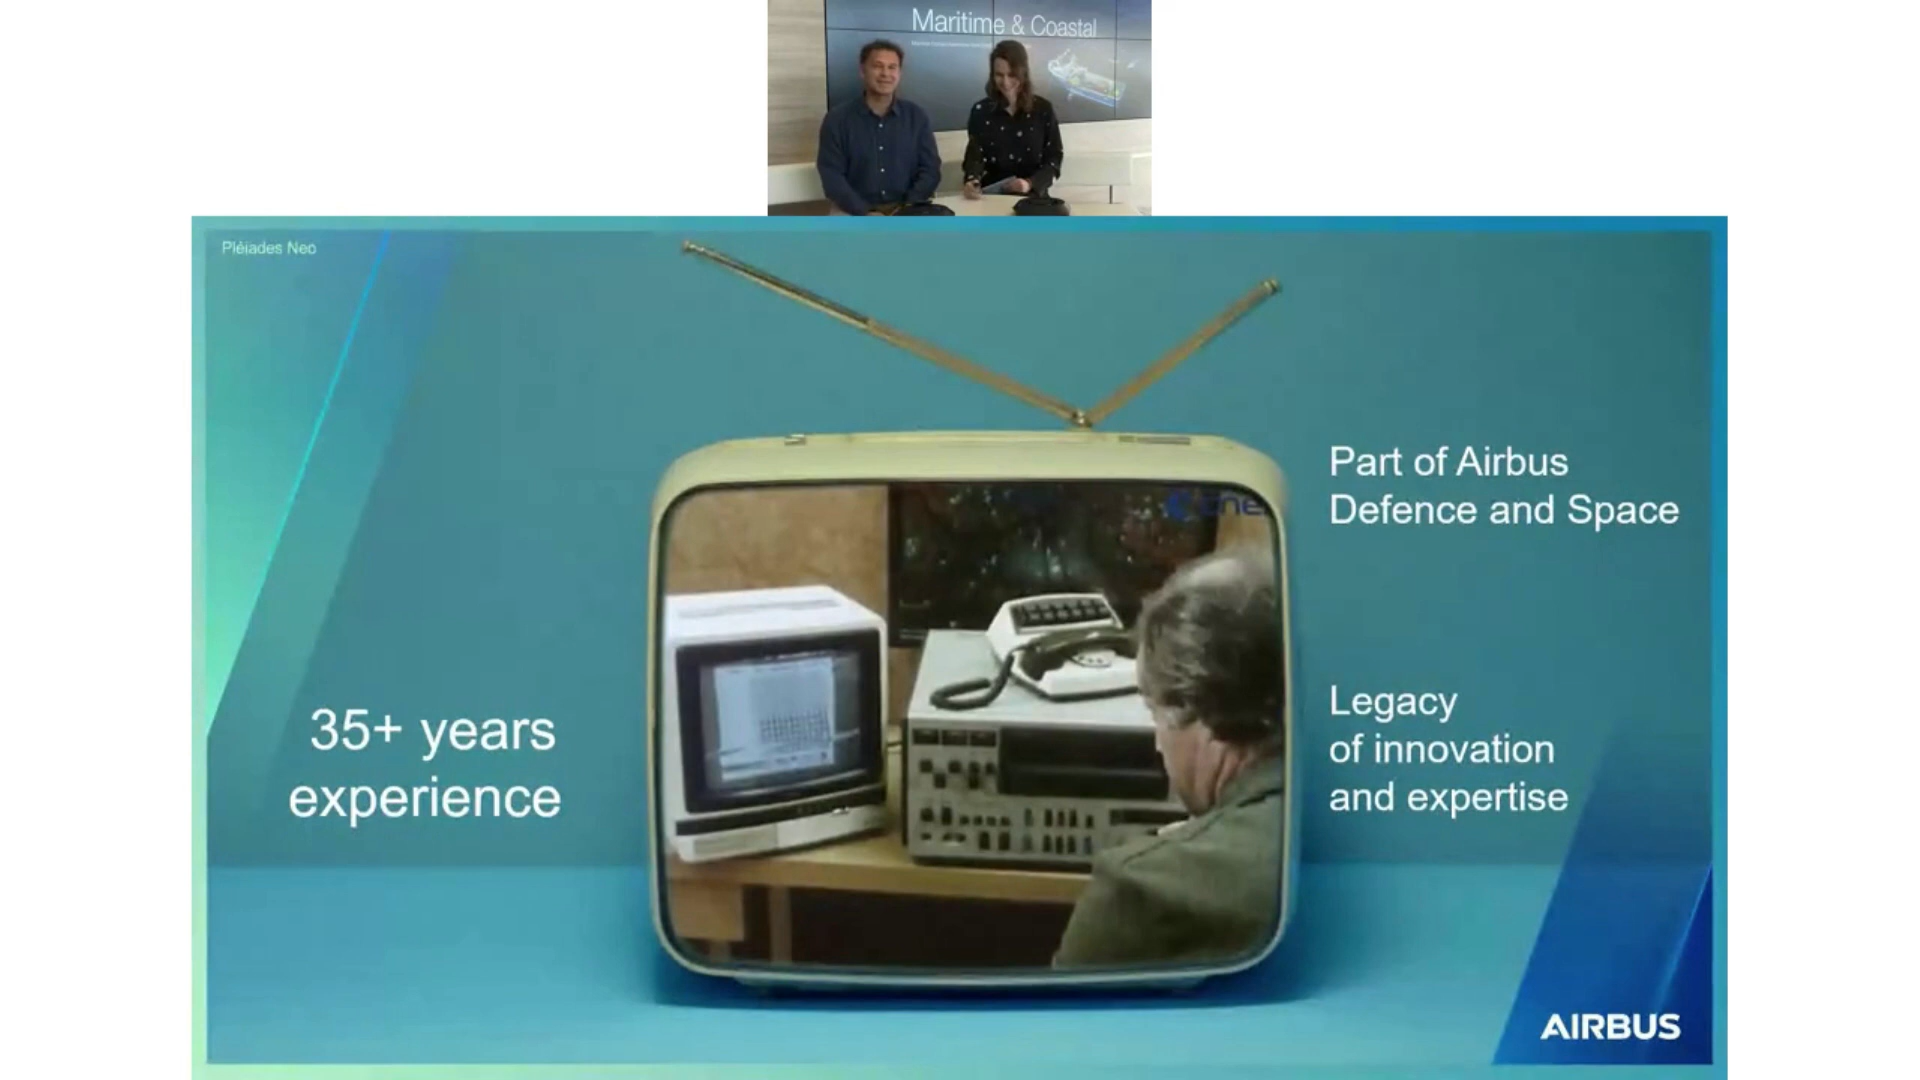 Maritime & Coastal
Pléiades Neo
Part of Airbus
Defence and Space
35+ years
experience
Legacy
of innovation
and expertise
AIRBUS